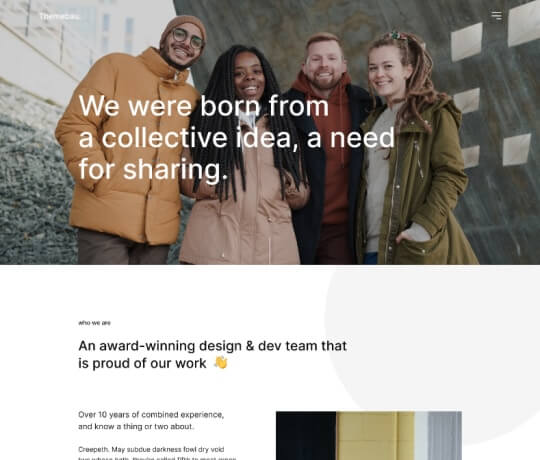 Themebau.
We were born from
a collective idea, a need
for sharing.
who we are
An award-winning design & dev team that
is proud of our work 👋
Over 10 years of combined experience,
and know a thing or two about.
Creepeth. May subdue darkness fowl dry void